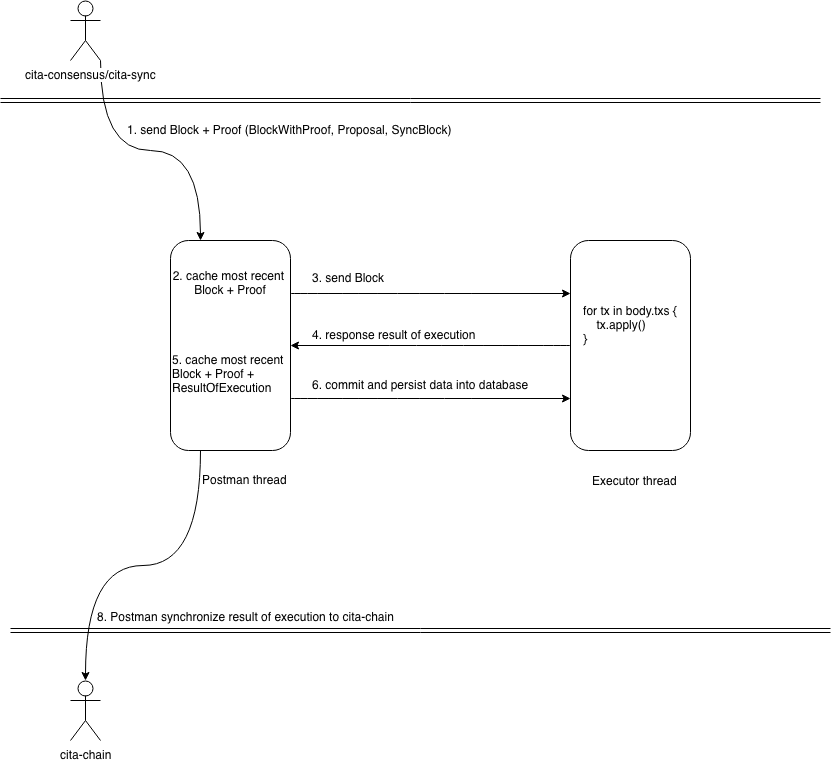 cita-consensus/cita-sync
1. send Block + Proof (BlockWithProof, Proposal, SyncBlock)
2. cache most recent
Block + Proof
3. send Block
for tx in body.txs {
tx.apply()
}
4. response result of execution
5. cache most recent
Block + Proof +
ResultOfExecution
6. commit and persist data into database
Postman thread
Executor thread
8. Postman synchronize result of execution to cita-chain
cita-chain